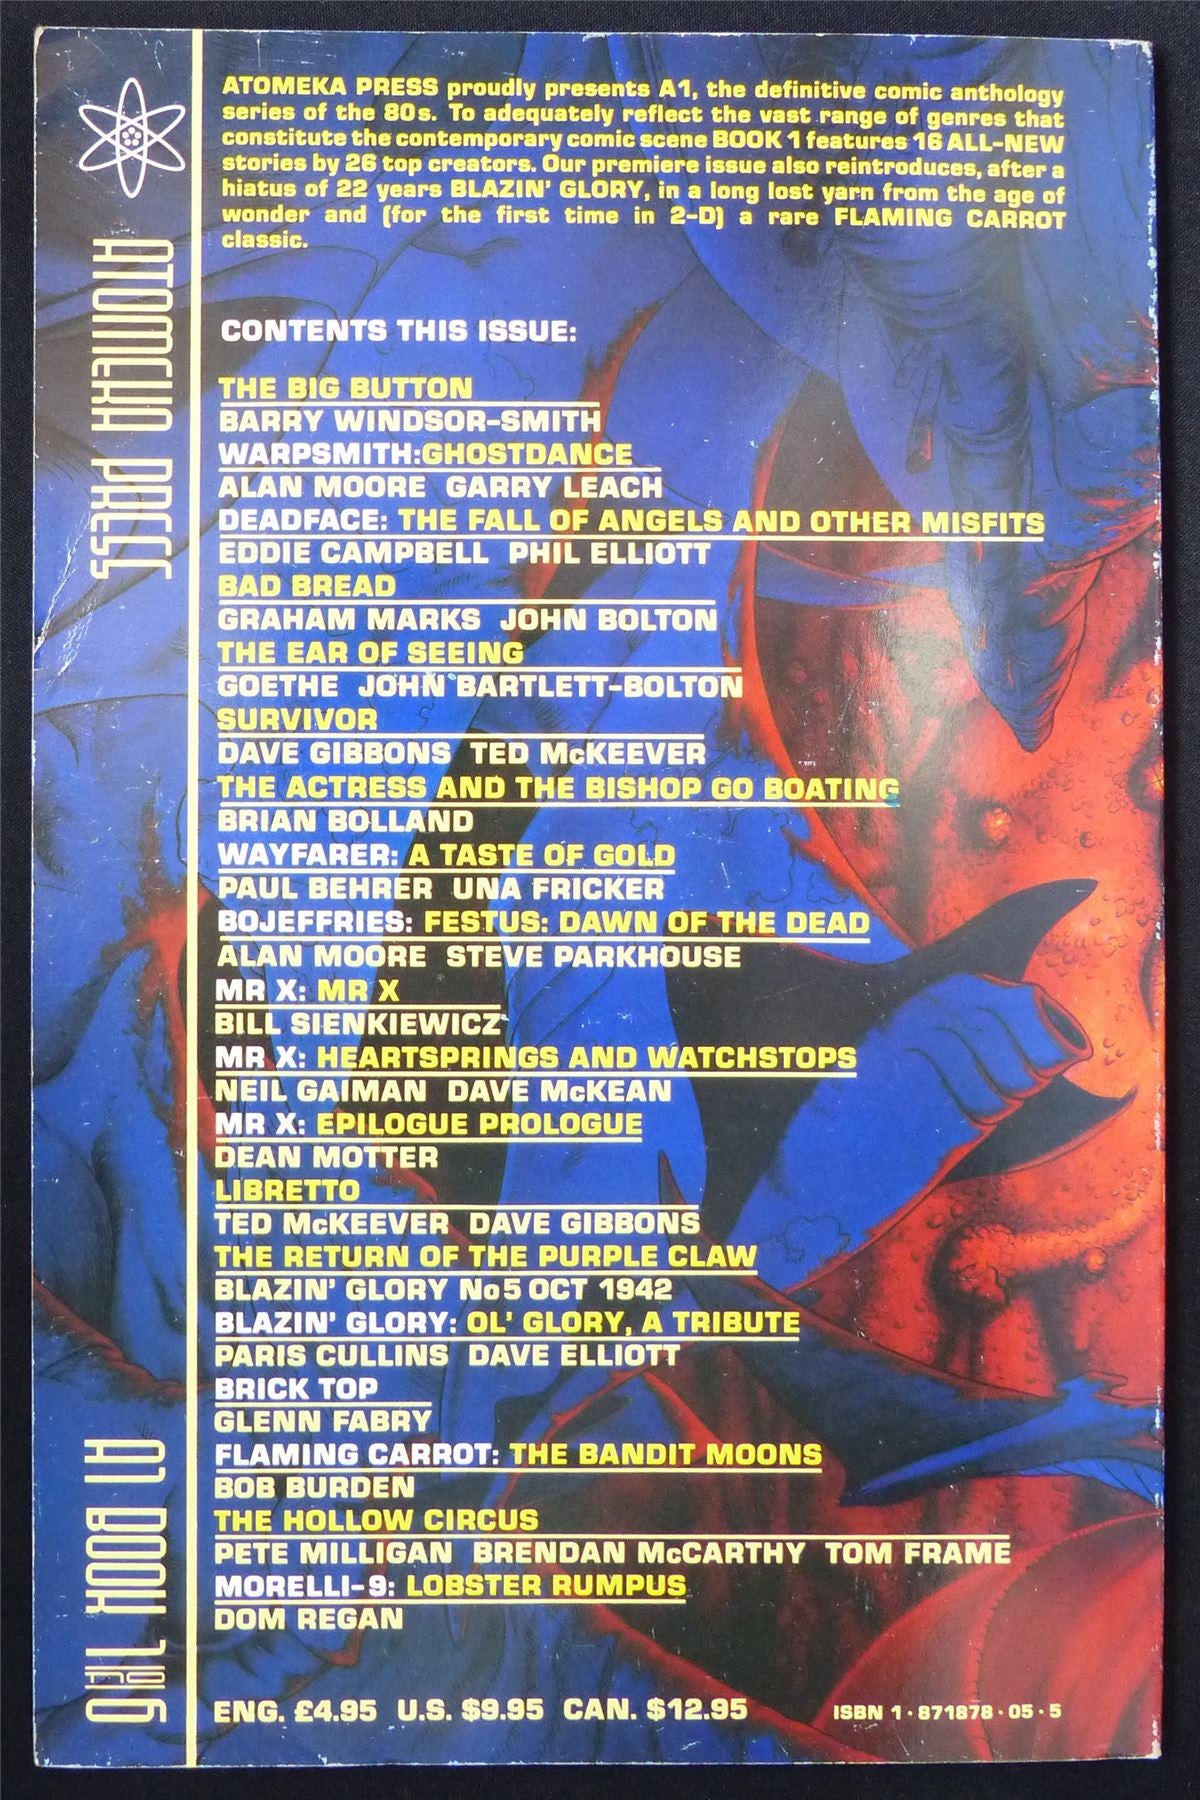 ATOMEKA PRESS proudly presents A1, the definitive comic anthology
series of the 80s. To adequately reflect the vast range of genres that
constitute the contemporary comic scene BOOK 1 features 16 ALL-NEW
stories by 26 top creators. Our premiere issue also reintroduces, after a
hiatus of 22 years BLAZIN' GLORY, in a long lost yarn from the age of
wonder and (for the first time in 2-D) a rare FLAMING CARROT
classic.
CONTENTS THIS ISSUE:
THE BIG BUTTON
BARRY WINDSOR-SMITH
WARPSMITH:GHOSTDANCE
ALAN MOORE GARRY LEACH
DEADFACE: THE FALL OF ANGELS AND OTHER MISFITS
EDDIE CAMPBELL PHIL ELLIOTT
BAD BREAD
GRAHAM MARKS JOHN BOLTON
THE EAR OF SEEING
GOETHE JOHN BARTLETT-BOLTON
SURVIVOR
DAVE GIBBONS TED McKEEVER
THE ACTRESS AND THE BISHOP GO BOATING
BRIAN BOLLAND
WAYFARER: A TASTE OF GOLD
PAUL BEHRER UNA FRICKER
BOJEFFRIES: FESTUS: DAWN OF THE DEAD
ALAN MOORE STEVE PARKHOUSE
MR X: MR X
BILL SIENKIEWICZ
MR X: HEARTSPRINGS AND WATCHSTOPS
NEIL GAIMAN DAVE McKEAN
MR X: EPILOGUE PROLOGUE
DEAN MOTTER
LIBRETTO
TED McKEEVER DAVE GIBBONS
THE RETURN OF THE PURPLE CLAW
BLAZIN' GLORY No5 OCT 1942
BLAZIN' GLORY: OL' GLORY, A TRIBUTE
PARIS CULLINS DAVE ELLIOTT
BRICK TOP
GLENN FABRY
FLAMING CARROT: THE BANDIT MOONS
BOB BURDEN
THE HOLLOW CIRCUS
PETE MILLIGAN BRENDAN McCARTHY TOM FRAME
MORELLI-9: LOBSTER RUMPUS
DOM REGAN
ENG. £4.95 U.S. $9.95 CAN. $12.95
ISBN 1·871878·05·5
ATOMEKA PRESS
A1 BOOK 1 of 6